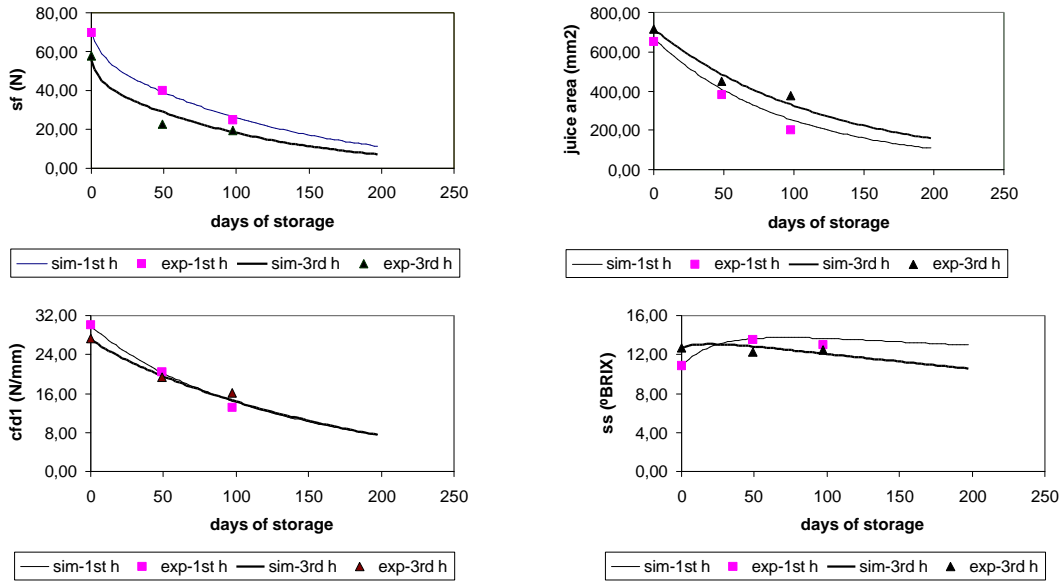 80,00
60,00
40,00
20,00
0,00
sf (N)
0 50 100 150 200 250
days of storage
sim-1st h exp-1st h sim-3rd h exp-3rd h
800,00
600,00
400,00
200,00
0,00
juice area (mm2)
0 50 100 150 200 250
days of storage
sim-1st h exp-1st h sim-3rd h exp-3rd h
32,00
24,00
16,00
8,00
0,00
cfd1 (N/mm)
0 50 100 150 200 250
days of storage
sim-1st h exp-1st h sim-3rd h exp-3rd h
16,00
12,00
8,00
4,00
0,00
ss (ºBRIX)
0 50 100 150 200 250
days of storage
sim-1st h exp-1st h sim-3rd h exp-3rd h